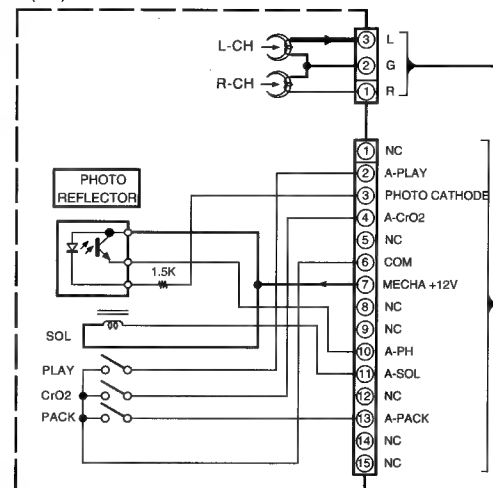 L-CH
R-CH
3 L
2 G
1 R
1 NC
2 A-PLAY
3 PHOTO CATHODE
4 A-CrO2
5 NC
6 COM
7 MECHA +12V
8 NC
9 NC
10 A-PH
11 A-SOL
12 NC
13 A-PACK
14 NC
15 NC
PHOTO
REFLECTOR
1.5K
SOL
PLAY
CrO2
PACK